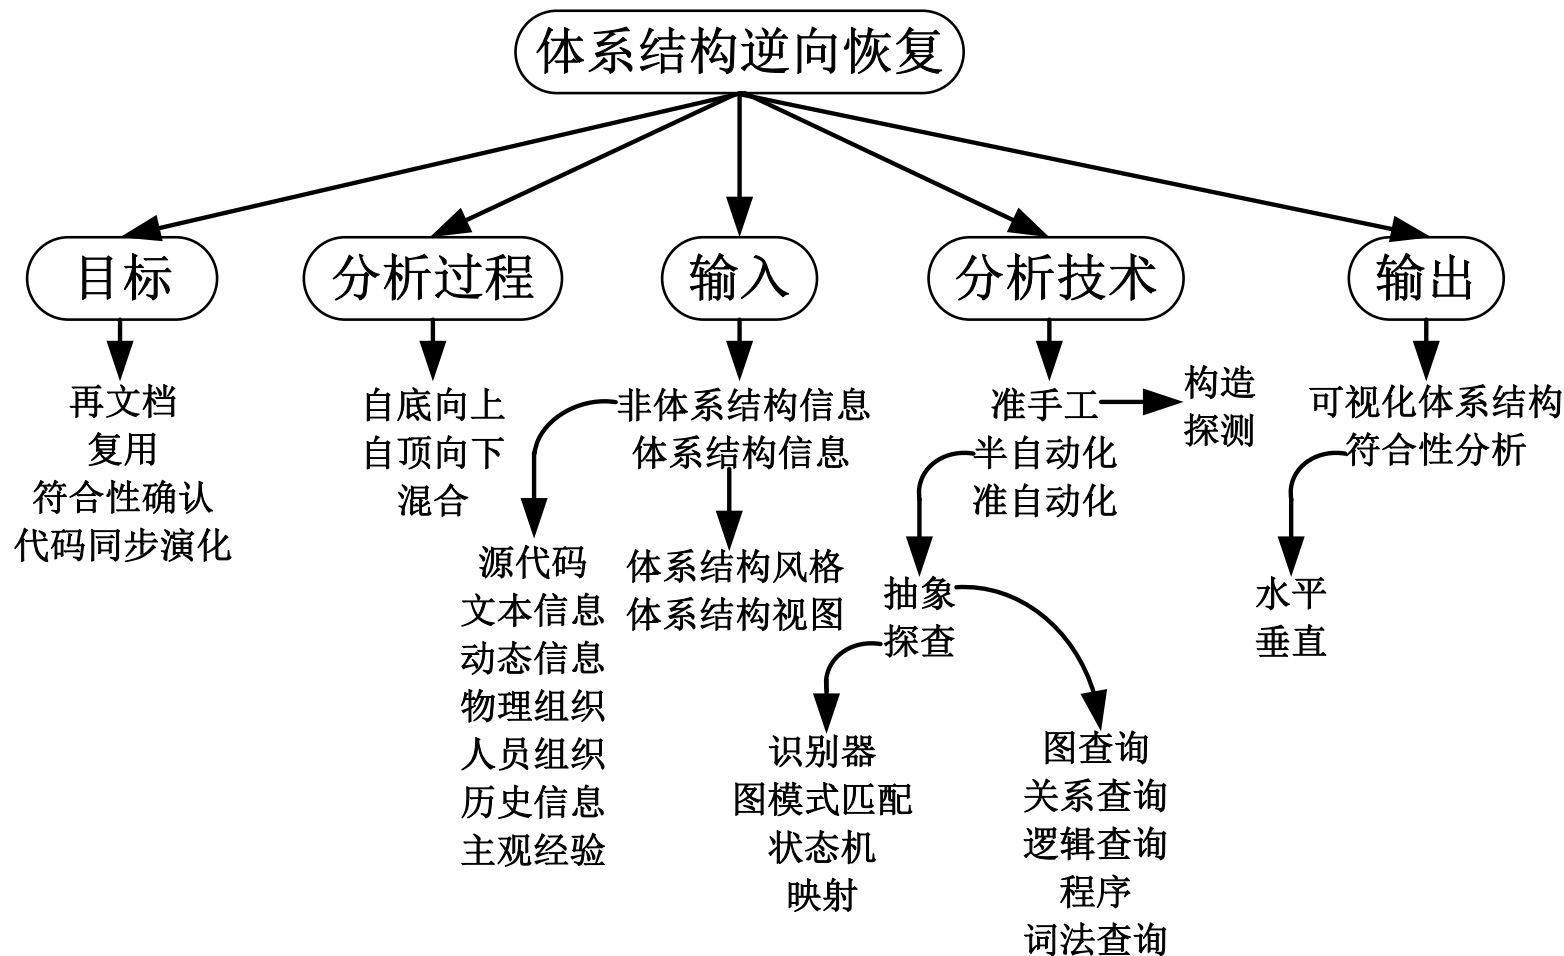 体系结构逆向恢复
目标
分析过程
输入
分析技术
输出
再文档
复用
符合性确认
代码同步演化
自底向上
自顶向下
混合
非体系结构信息
体系结构信息
源代码
文本信息
动态信息
物理组织
人员组织
历史信息
主观经验
体系结构风格
体系结构视图
准手工
半自动化
准自动化
构造
探测
抽象
探查
识别器
图模式匹配
状态机
映射
图查询
关系查询
逻辑查询
程序
词法查询
可视化体系结构
符合性分析
水平
垂直